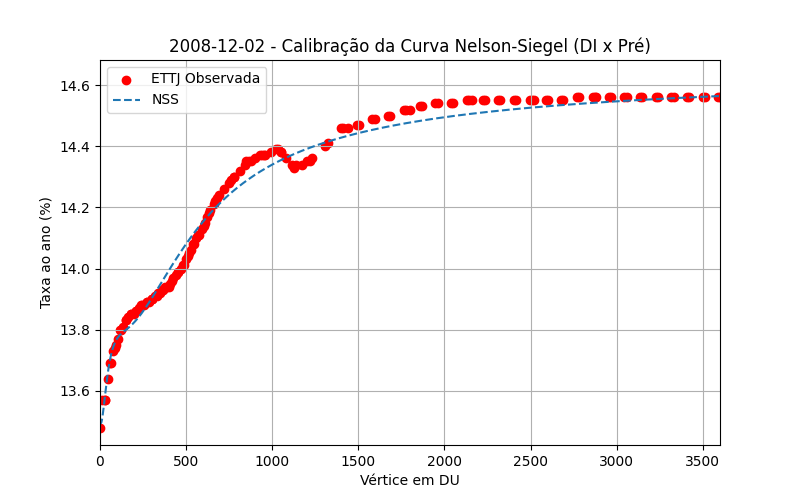 2008-12-02 - Calibração da Curva Nelson-Siegel (DI x Pré)
ETTJ Observada
NSS
Taxa ao ano (%)
14.6
14.4
14.2
14.0
13.8
13.6
0 500 1000 1500 2000 2500 3000 3500
Vértice em DU